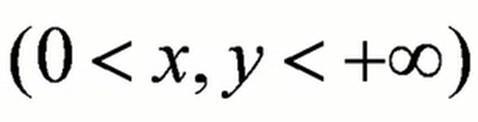 (0 < x, y < +∞)